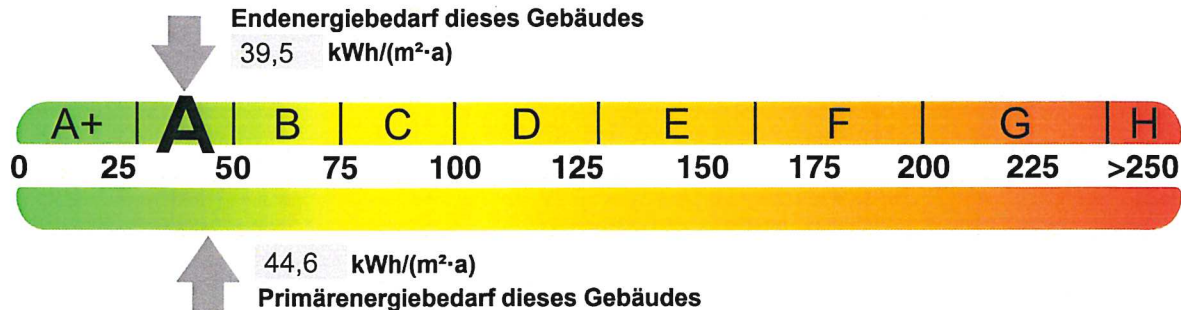 Endenergiebedarf dieses Gebäudes
39,5 kWh/(m²·a)
A+ A B C D E F G H
0 25 50 75 100 125 150 175 200 225 >250
44,6 kWh/(m²·a)
Primärenergiebedarf dieses Gebäudes